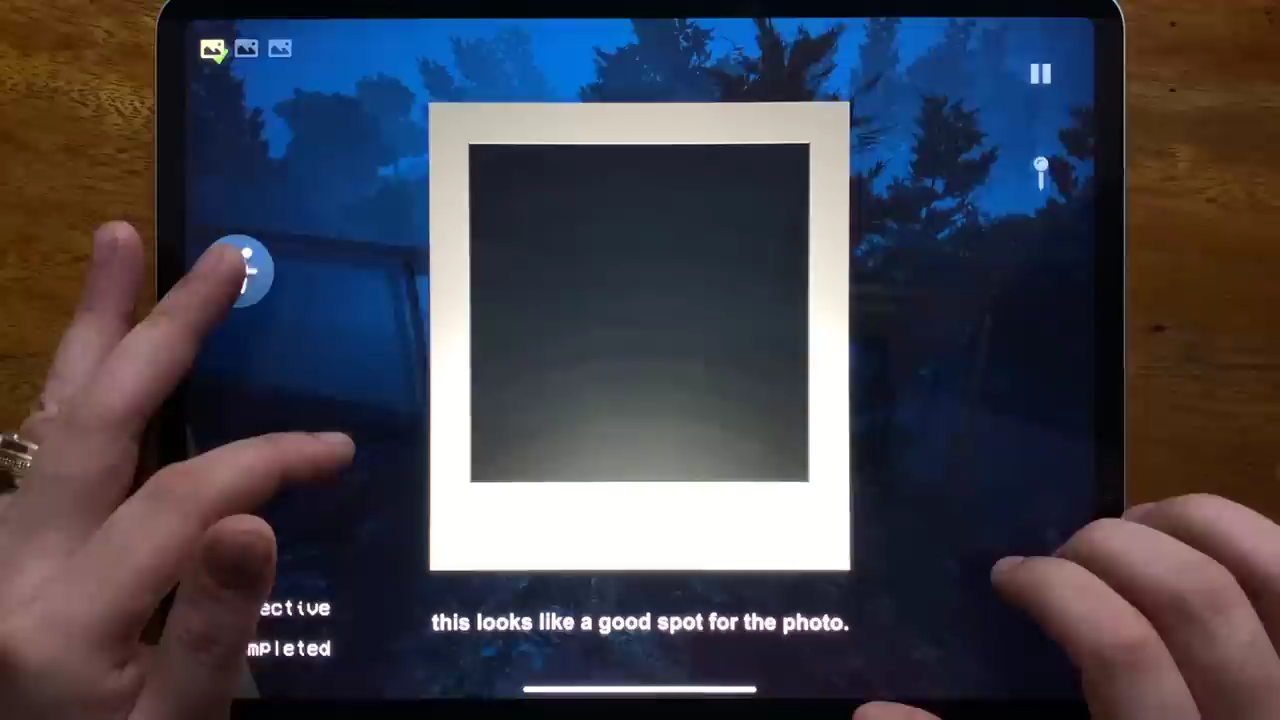 ective
mpleted
this looks like a good spot for the photo.